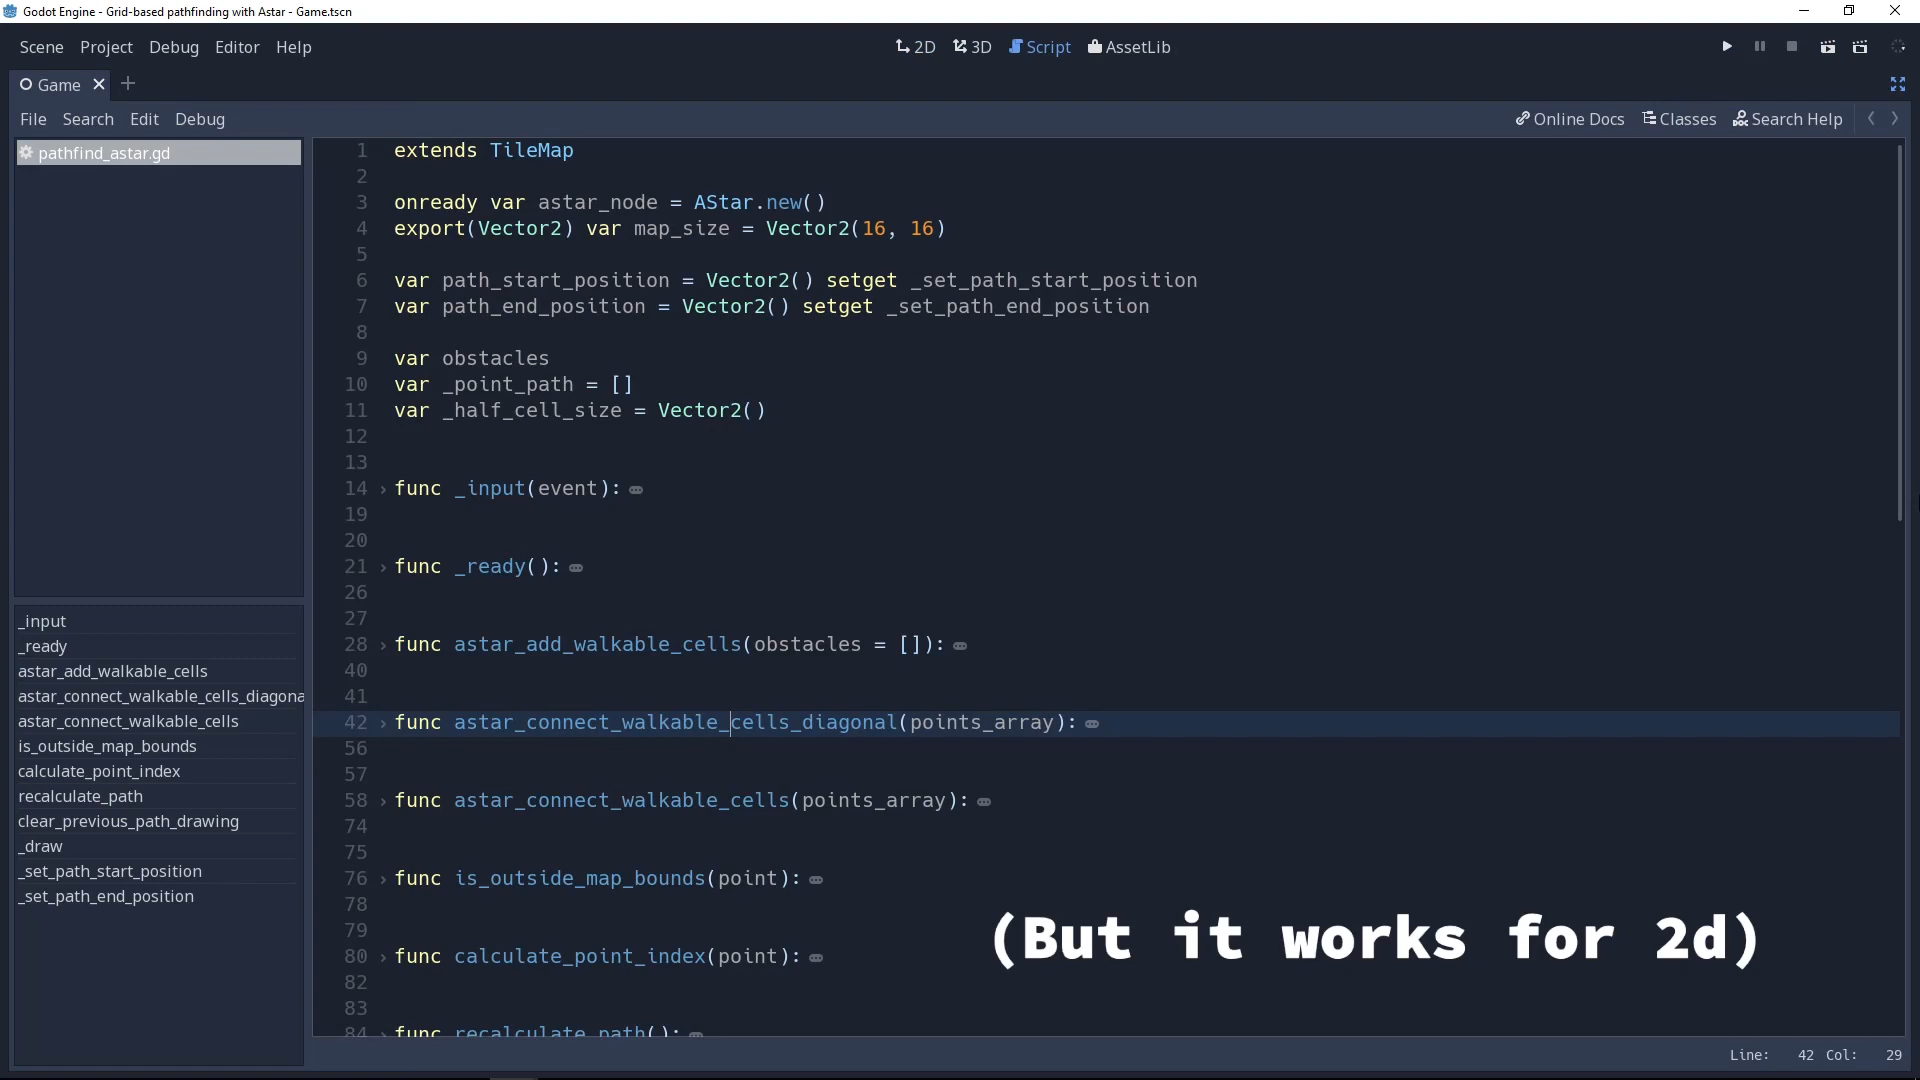 Godot Engine - Grid-based pathfinding with Astar - Game.tscn
Scene Project Debug Editor Help
2D 3D Script AssetLib
Game
File Search Edit Debug
Online Docs Classes Search Help
pathfind_astar.gd
_input
_ready
astar_add_walkable_cells
astar_connect_walkable_cells_diagona
astar_connect_walkable_cells
is_outside_map_bounds
calculate_point_index
recalculate_path
clear_previous_path_drawing
_draw
_set_path_start_position
_set_path_end_position
1 extends TileMap
2
3 onready var astar_node = AStar.new()
4 export(Vector2) var map_size = Vector2(16, 16)
5
6 var path_start_position = Vector2() setget _set_path_start_position
7 var path_end_position = Vector2() setget _set_path_end_position
8
9 var obstacles
10 var _point_path = []
11 var _half_cell_size = Vector2()
12
13
14 func _input(event):
19
20
21 func _ready():
26
27
28 func astar_add_walkable_cells(obstacles = []):
40
41
42 func astar_connect_walkable_cells_diagonal(points_array):
56
57
58 func astar_connect_walkable_cells(points_array):
74
75
76 func is_outside_map_bounds(point):
78
79
80 func calculate_point_index(point):
82
83
84 func recalculate_path():
(But it works for 2d)
Line: 42 Col: 29